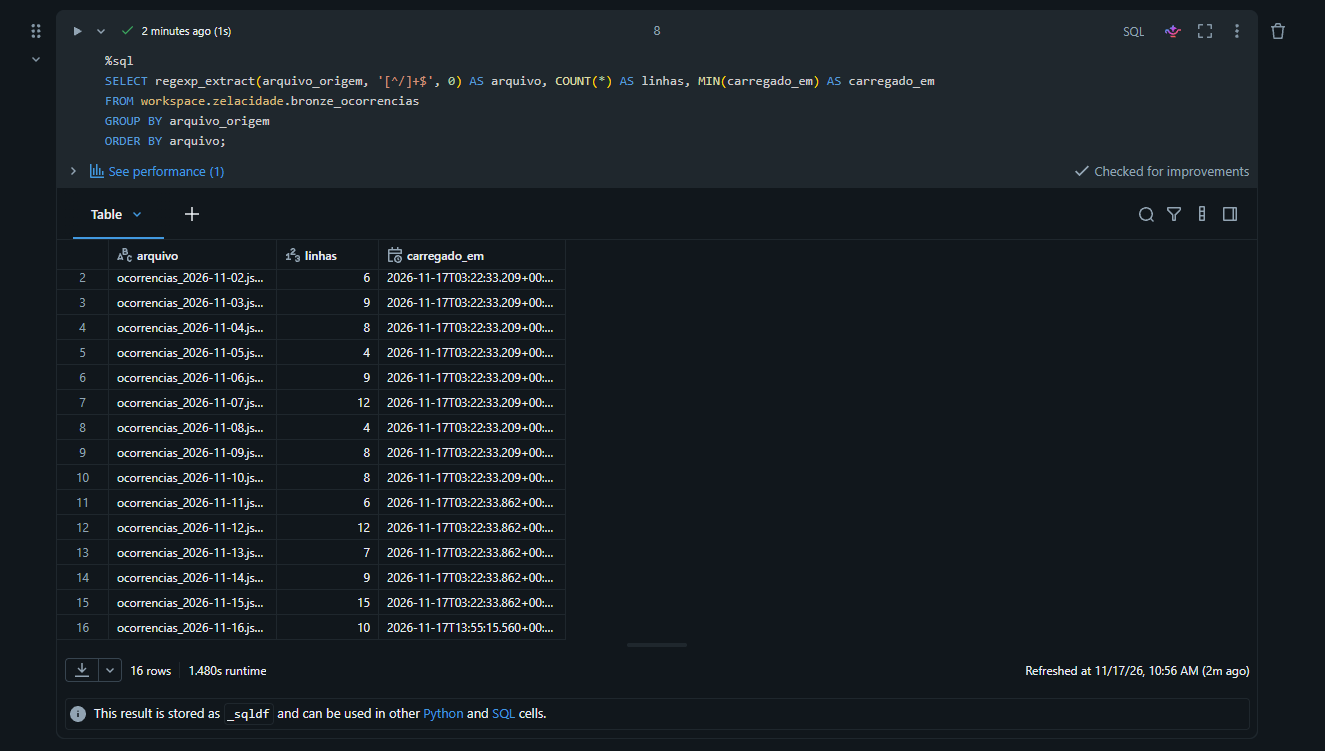 2 minutes ago (1s)
8
SQL
%sql
SELECT regexp_extract(arquivo_origem, '[^/]+$', 0) AS arquivo, COUNT(*) AS linhas, MIN(carregado_em) AS carregado_em
FROM workspace.zelacidade.bronze_ocorrencias
GROUP BY arquivo_origem
ORDER BY arquivo;
See performance (1)
Checked for improvements
Table
arquivo linhas carregado_em
2 ocorrencias_2026-11-02.js... 6 2026-11-17T03:22:33.209+00:...
3 ocorrencias_2026-11-03.js... 9 2026-11-17T03:22:33.209+00:...
4 ocorrencias_2026-11-04.js... 8 2026-11-17T03:22:33.209+00:...
5 ocorrencias_2026-11-05.js... 4 2026-11-17T03:22:33.209+00:...
6 ocorrencias_2026-11-06.js... 9 2026-11-17T03:22:33.209+00:...
7 ocorrencias_2026-11-07.js... 12 2026-11-17T03:22:33.209+00:...
8 ocorrencias_2026-11-08.js... 4 2026-11-17T03:22:33.209+00:...
9 ocorrencias_2026-11-09.js... 8 2026-11-17T03:22:33.209+00:...
10 ocorrencias_2026-11-10.js... 8 2026-11-17T03:22:33.209+00:...
11 ocorrencias_2026-11-11.js... 6 2026-11-17T03:22:33.862+00:...
12 ocorrencias_2026-11-12.js... 12 2026-11-17T03:22:33.862+00:...
13 ocorrencias_2026-11-13.js... 7 2026-11-17T03:22:33.862+00:...
14 ocorrencias_2026-11-14.js... 9 2026-11-17T03:22:33.862+00:...
15 ocorrencias_2026-11-15.js... 15 2026-11-17T03:22:33.862+00:...
16 ocorrencias_2026-11-16.js... 10 2026-11-17T13:55:15.560+00:...
16 rows 1.480s runtime
Refreshed at 11/17/26, 10:56 AM (2m ago)
This result is stored as _sqldf and can be used in other Python and SQL cells.